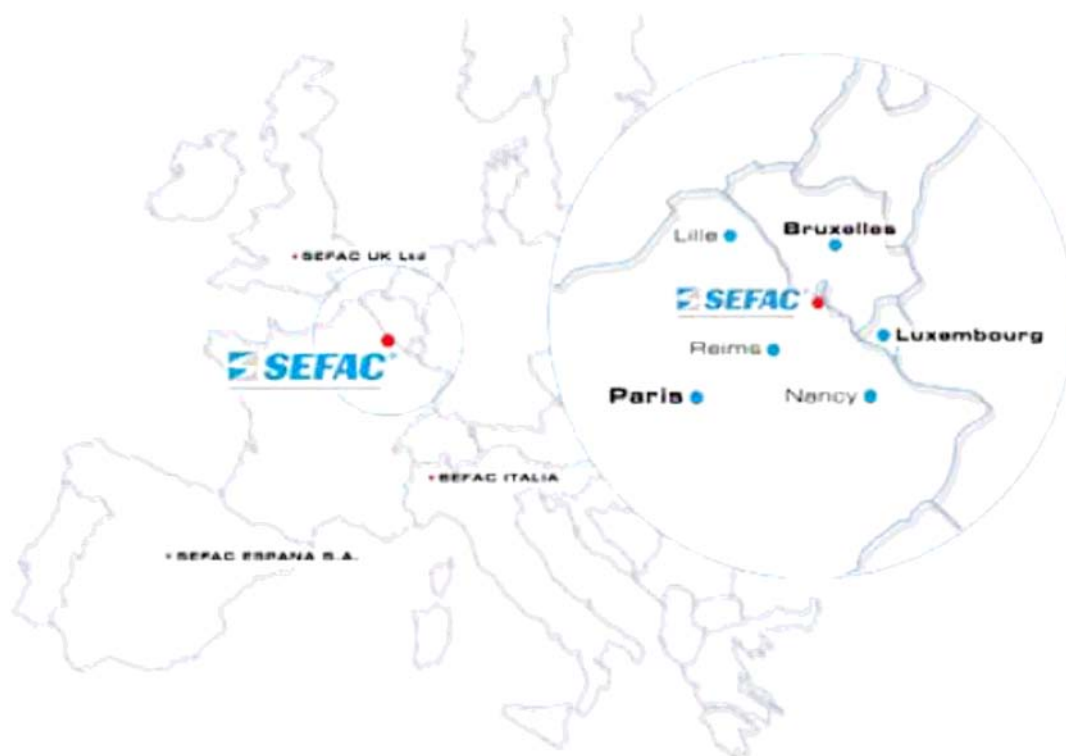 Lille
Bruxelles
SEFAC UK Ltd
SEFAC®
SEFAC
Luxembourg
Reims
Paris
Nancy
SEFAC ITALIA
SEFAC ESPANA S.A.